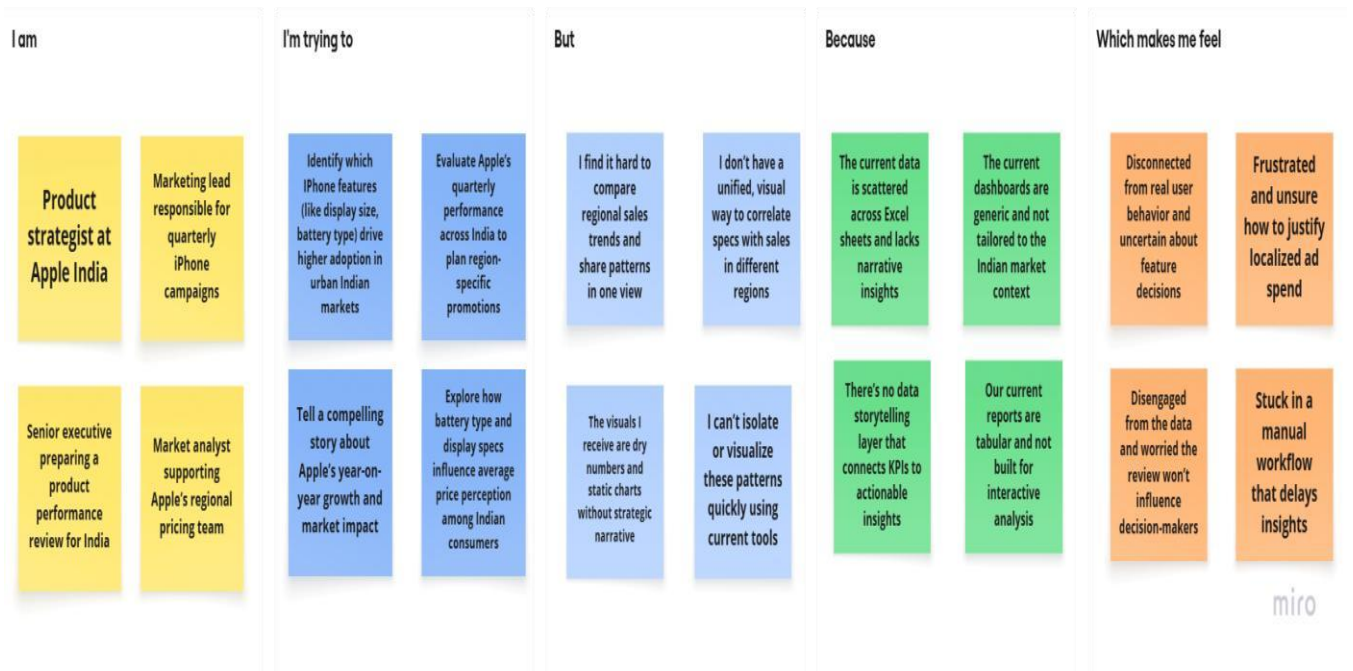 I am
Product
strategist at
Apple India
Marketing lead
responsible for
quarterly
iPhone
campaigns
Senior executive
preparing a
product
performance
review for India
Market analyst
supporting
Apple's regional
pricing team
I'm trying to
Identify which
IPhone features
(like display size,
battery type) drive
higher adoption in
urban Indian
markets
Evaluate Apple's
quarterly
performance
across India to
plan region-
specific
promotions
Tell a compelling
story about
Apple's year-on-
year growth and
market impact
Explore how
battery type and
display specs
influence average
price perception
among Indian
consumers
But
I find it hard to
compare
regional sales
trends and
share patterns
in one view
I don't have a
unified, visual
way to correlate
specs with sales
in different
regions
The visuals I
receive are dry
numbers and
static charts
without strategic
narrative
I can't isolate
or visualize
these patterns
quickly using
current tools
Because
The current data
is scattered
across Excel
sheets and lacks
narrative
insights
The current
dashboards are
generic and not
tailored to the
Indian market
context
There's no data
storytelling
layer that
connects KPIs to
actionable
insights
Our current
reports are
tabular and not
built for
interactive
analysis
Which makes me feel
Disconnected
from real user
behavior and
uncertain about
feature
decisions
Frustrated
and unsure
how to justify
localized ad
spend
Disengaged
from the data
and worried the
review won't
influence
decision-makers
Stuck in a
manual
workflow
that delays
insights
miro